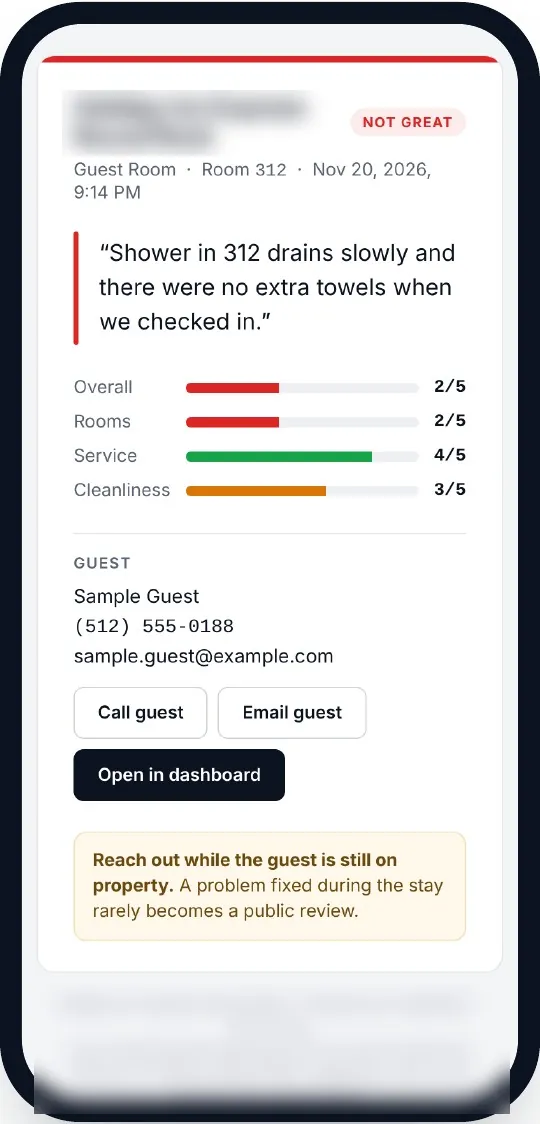 NOT GREAT
Guest Room · Room 312 · Nov 20, 2026,
9:14 PM
“Shower in 312 drains slowly and
there were no extra towels when
we checked in.”
Overall 2/5
Rooms 2/5
Service 4/5
Cleanliness 3/5
GUEST
Sample Guest
(512) 555-0188
sample.guest@example.com
Call guest
Email guest
Open in dashboard
Reach out while the guest is still on
property. A problem fixed during the stay
rarely becomes a public review.